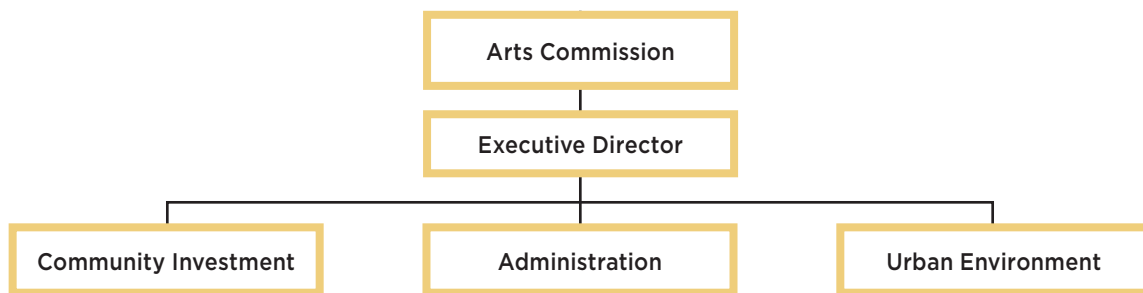 Arts Commission
Executive Director
Community Investment
Administration
Urban Environment